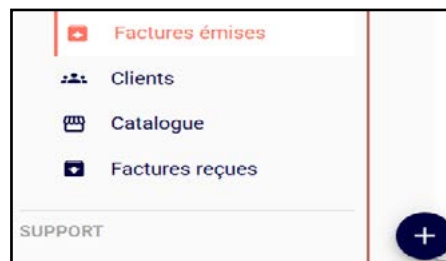 Factures émises
Clients
Catalogue
Factures reçues
SUPPORT